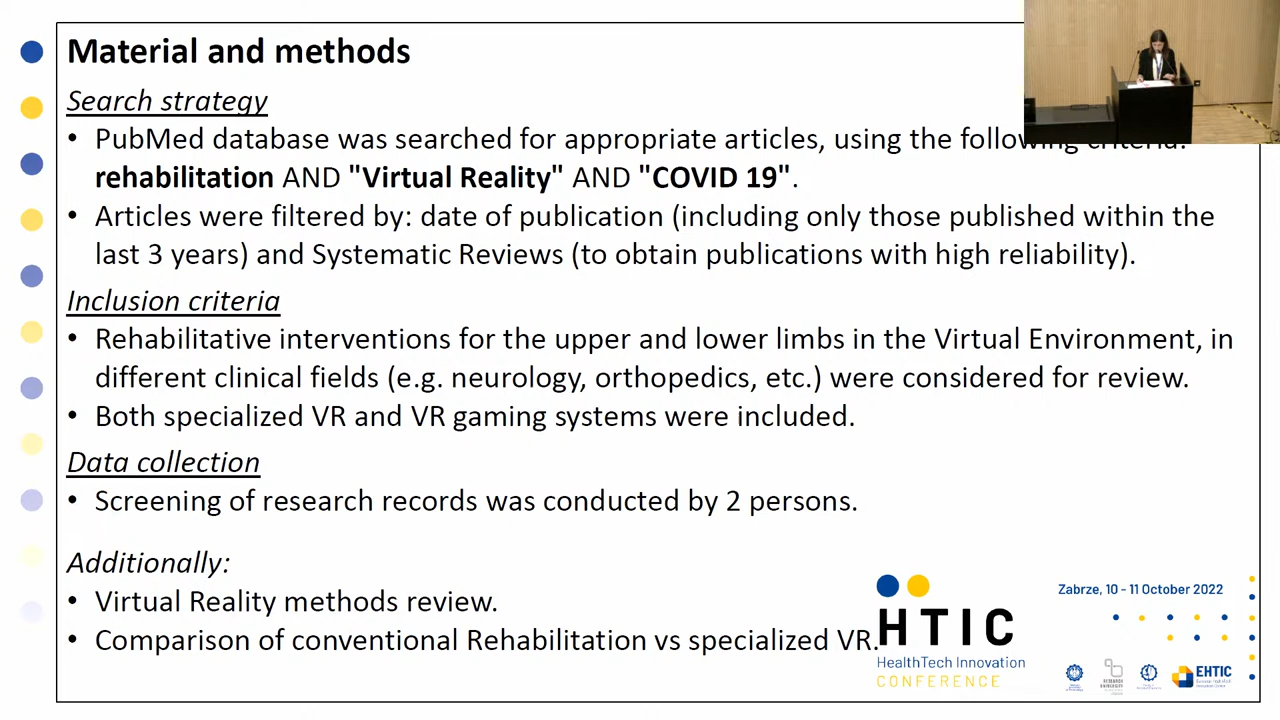 Material and methods
Search strategy
• PubMed database was searched for appropriate articles, using the following criteria:
rehabilitation AND "Virtual Reality" AND "COVID 19".
• Articles were filtered by: date of publication (including only those published within the
last 3 years) and Systematic Reviews (to obtain publications with high reliability).
Inclusion criteria
• Rehabilitative interventions for the upper and lower limbs in the Virtual Environment, in
different clinical fields (e.g. neurology, orthopedics, etc.) were considered for review.
• Both specialized VR and VR gaming systems were included.
Data collection
• Screening of research records was conducted by 2 persons.
Additionally:
• Virtual Reality methods review.
• Comparison of conventional Rehabilitation vs specialized VR.
Zabrze, 10 - 11 October 2022
HTIC
HealthTech Innovation
CONFERENCE
EHTIC